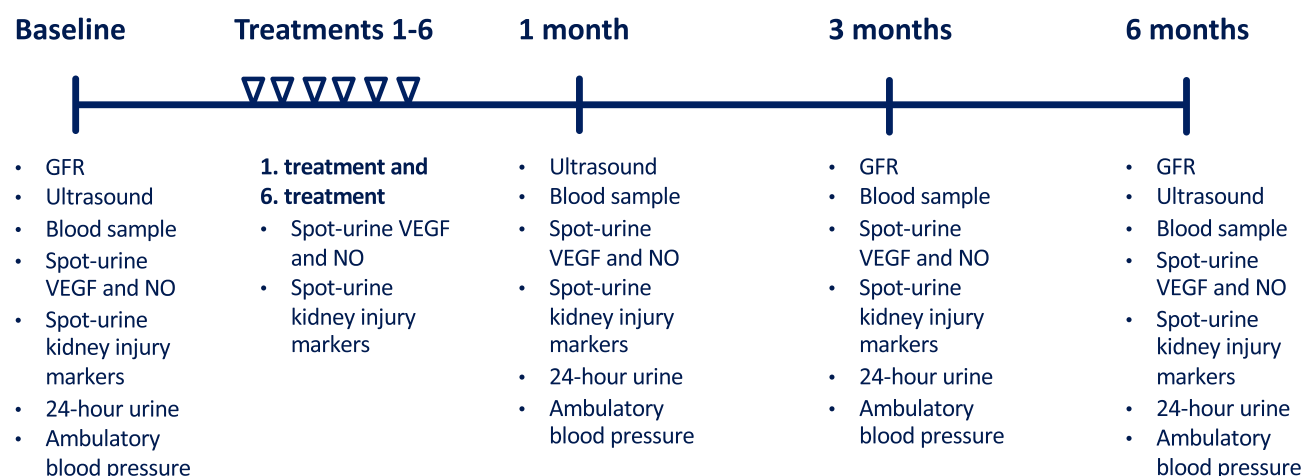 Baseline
• GFR
• Ultrasound
• Blood sample
• Spot-urine
VEGF and NO
• Spot-urine
kidney injury
markers
• 24-hour urine
• Ambulatory
blood pressure
Treatments 1-6
1. treatment and
6. treatment
• Spot-urine VEGF
and NO
• Spot-urine
kidney injury
markers
1 month
• Ultrasound
• Blood sample
• Spot-urine
VEGF and NO
• Spot-urine
kidney injury
markers
• 24-hour urine
• Ambulatory
blood pressure
3 months
• GFR
• Blood sample
• Spot-urine
VEGF and NO
• Spot-urine
kidney injury
markers
• 24-hour urine
• Ambulatory
blood pressure
6 months
• GFR
• Ultrasound
• Blood sample
• Spot-urine
VEGF and NO
• Spot-urine
kidney injury
markers
• 24-hour urine
• Ambulatory
blood pressure